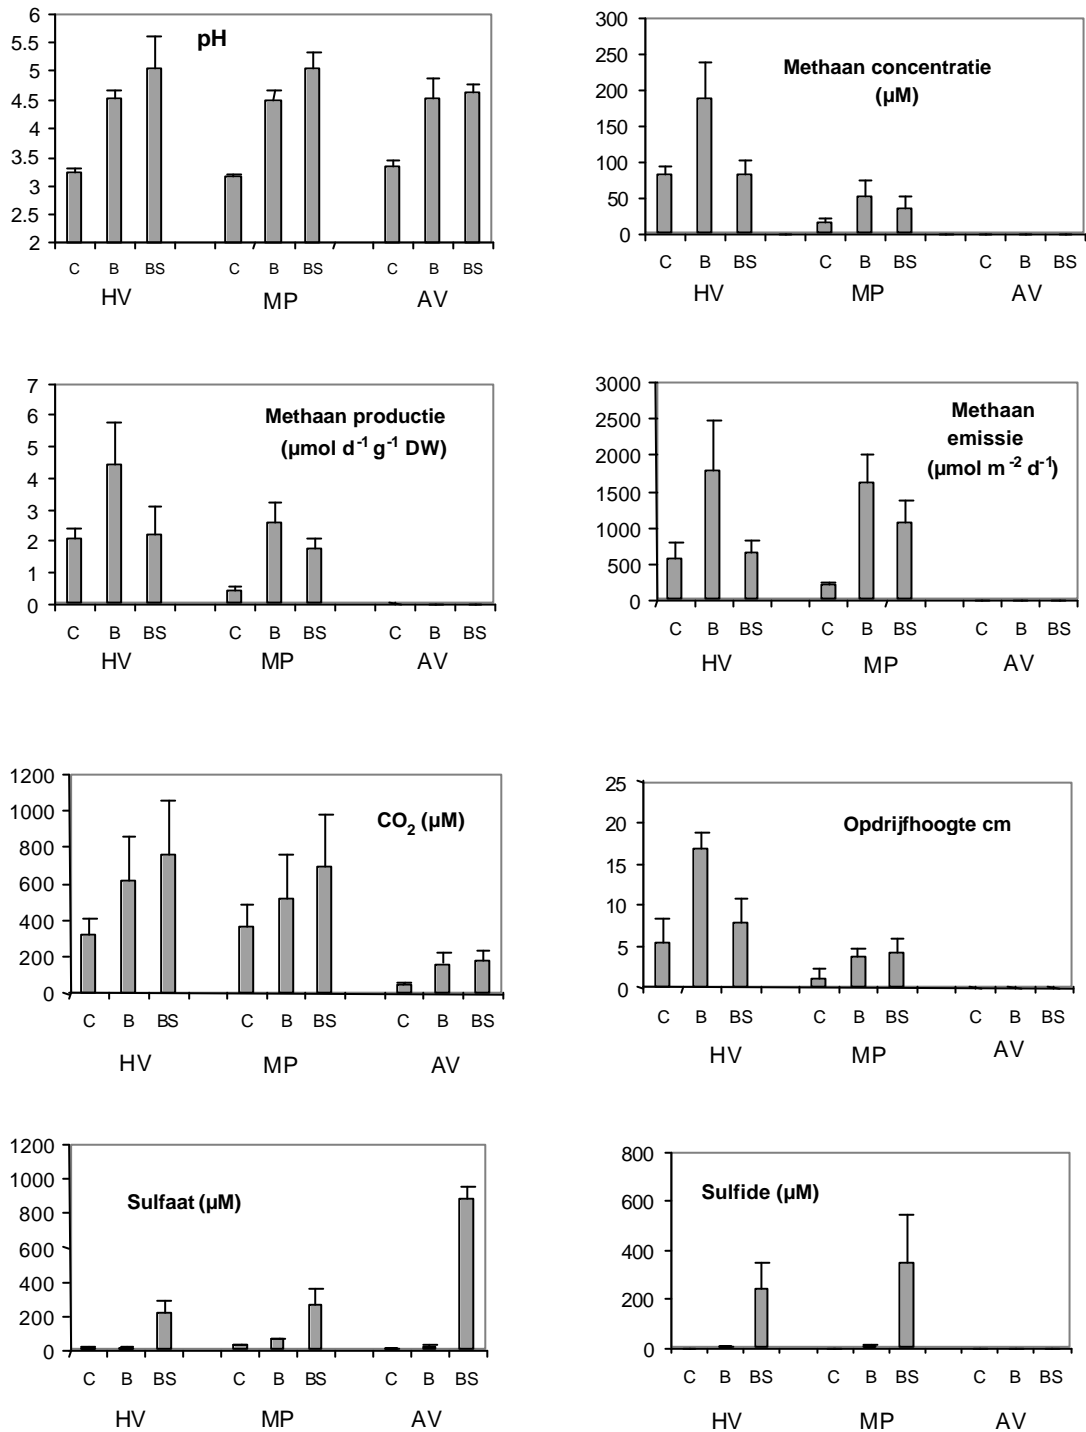 6
5.5
5
4.5
4
3.5
3
2.5
2
pH
C B BS C B BS C B BS
HV MP AV
300
250
200
150
100
50
0
Methaan concentratie
(µM)
C B BS C B BS C B BS
HV MP AV
7
6
5
4
3
2
1
0
Methaan productie
(µmol d⁻¹ g⁻¹ DW)
C B BS C B BS C B BS
HV MP AV
3000
2500
2000
1500
1000
500
0
Methaan
emissie
(µmol m⁻² d⁻¹)
C B BS C B BS C B BS
HV MP AV
1200
1000
800
600
400
200
0
CO₂ (µM)
C B BS C B BS C B BS
HV MP AV
25
20
15
10
5
0
Opdrijfhoogte cm
C B BS C B BS C B BS
HV MP AV
1200
1000
800
600
400
200
0
Sulfaat (µM)
C B BS C B BS C B BS
HV MP AV
800
600
400
200
0
Sulfide (µM)
C B BS C B BS C B BS
HV MP AV